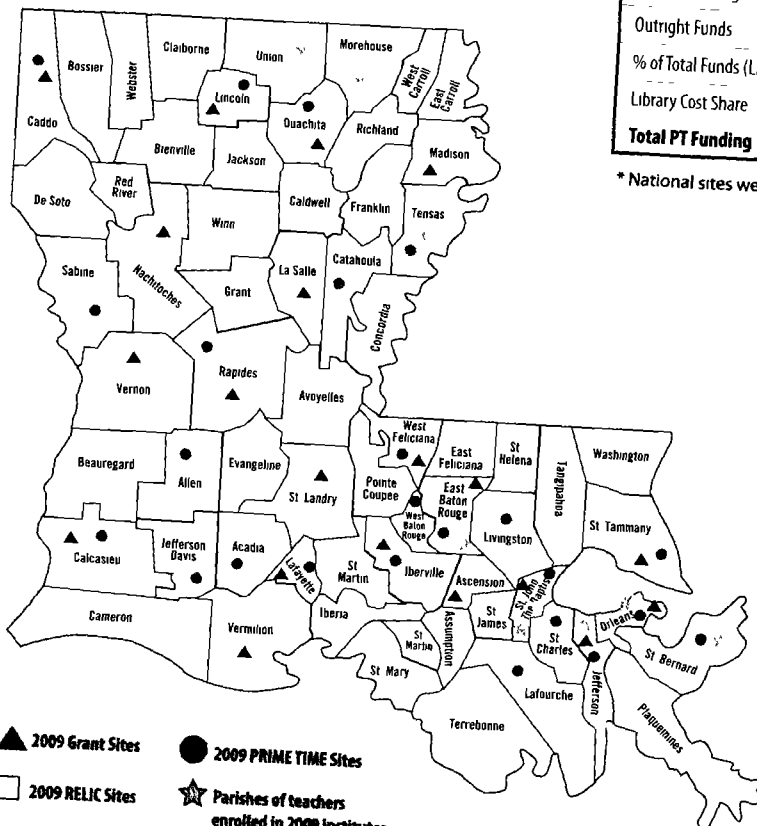 Outright Funds
% of Total Funds (L
Library Cost Share
Total PT Funding
* National sites we
Claiborne
Union
Morehouse
Bossier
Webster
West Carroll
East Carroll
Lincoln
Ouachita
Caddo
Richland
Madison
Bienville
Jackson
Red River
De Soto
Caldwell
Franklin
Tensas
Winn
Sabine
Natchitoches
La Salle
Catahoula
Grant
Concordia
Vernon
Rapides
Avoyelles
West Feliciana
East Feliciana
St Helena
Tangipahoa
Washington
Beauregard
Allen
Evangeline
St Landry
Pointe Coupee
East Baton Rouge
West Baton Rouge
Livingston
St Tammany
Calcasieu
Jefferson Davis
Acadia
Lafayette
St Martin
Iberville
Ascension
St John The Baptist
Orleans
Cameron
Vermilion
Iberia
St Martin
Assumption
St James
St Charles
St Bernard
St Mary
Lafourche
Jefferson
Terrebonne
Plaquemines
2009 Grant Sites
2009 PRIME TIME Sites
2009 RELIC Sites
Parishes of teachers
enrolled in 2009 institutes